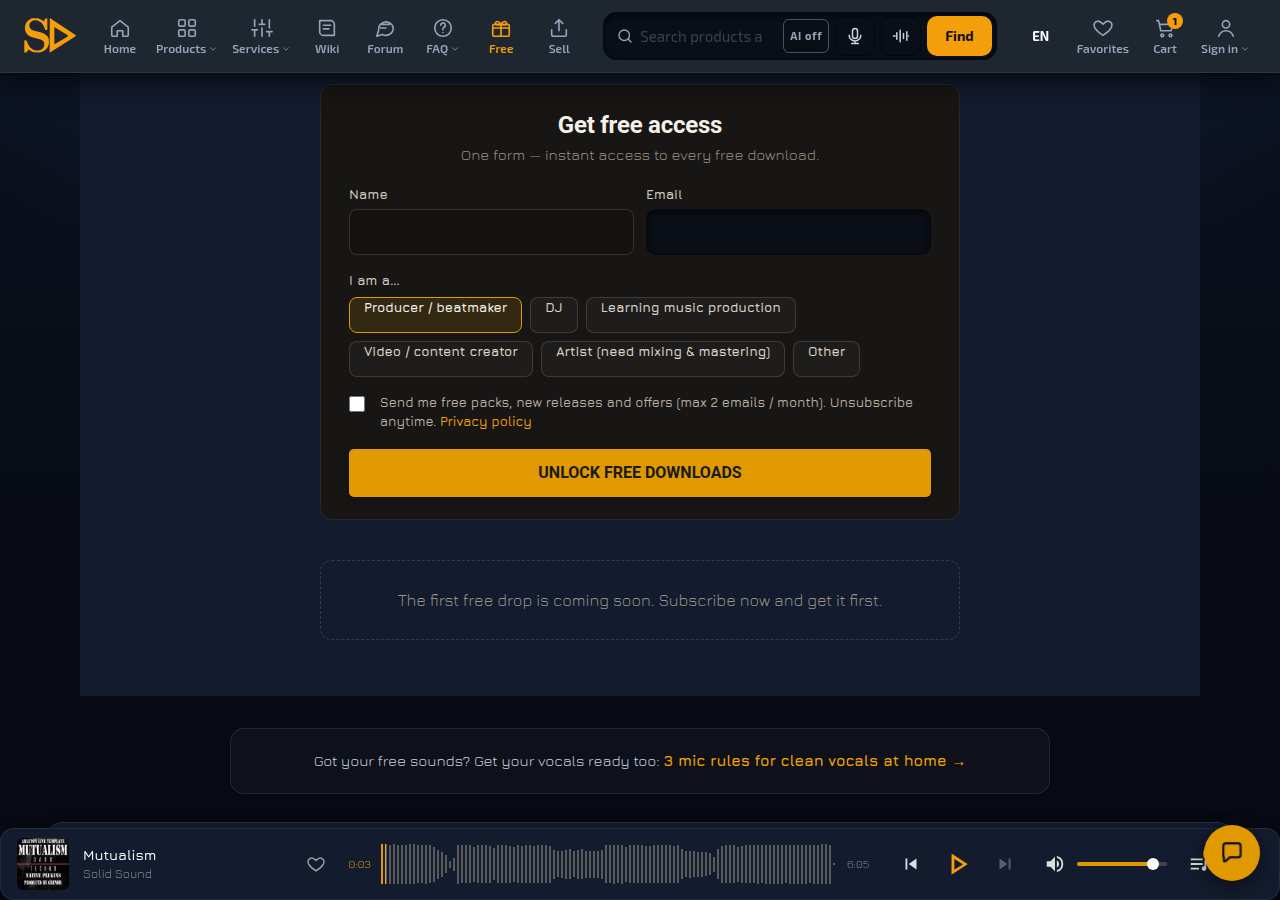 SD
Home
Products
Services
Wiki
Forum
FAQ
Free
Sell
Search products a
AI off
Find
EN
Favorites
1
Cart
Sign in
Get free access
One form — instant access to every free download.
Name
Email
I am a...
Producer / beatmaker
DJ
Learning music production
Video / content creator
Artist (need mixing & mastering)
Other
Send me free packs, new releases and offers (max 2 emails / month). Unsubscribe
anytime. Privacy policy
UNLOCK FREE DOWNLOADS
The first free drop is coming soon. Subscribe now and get it first.
Got your free sounds? Get your vocals ready too: 3 mic rules for clean vocals at home →
MUTUALISM
Mutualism
Solid Sound
0:03
6:05